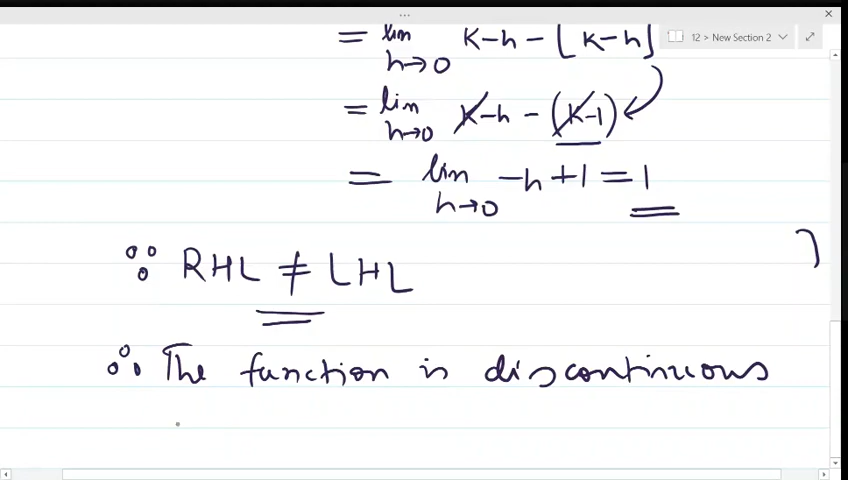 12 > New Section 2
= lim h→0 K-h - [K-h]
= lim h→0 K-h - (K-1)
= lim h→0 -h+1 = 1
∵ RHL ≠ LHL
∴ The function is discontinuous